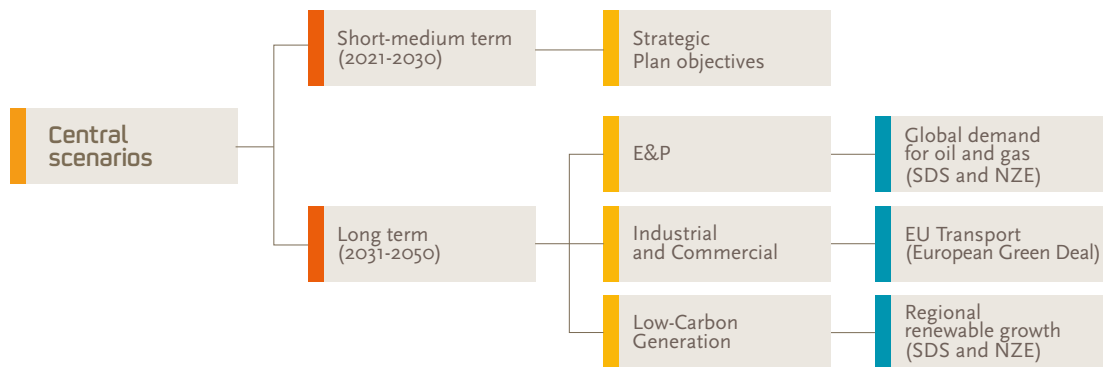 Central
scenarios
Short-medium term
(2021-2030)
Strategic
Plan objectives
Long term
(2031-2050)
E&P
Global demand
for oil and gas
(SDS and NZE)
Industrial
and Commercial
EU Transport
(European Green Deal)
Low-Carbon
Generation
Regional
renewable growth
(SDS and NZE)